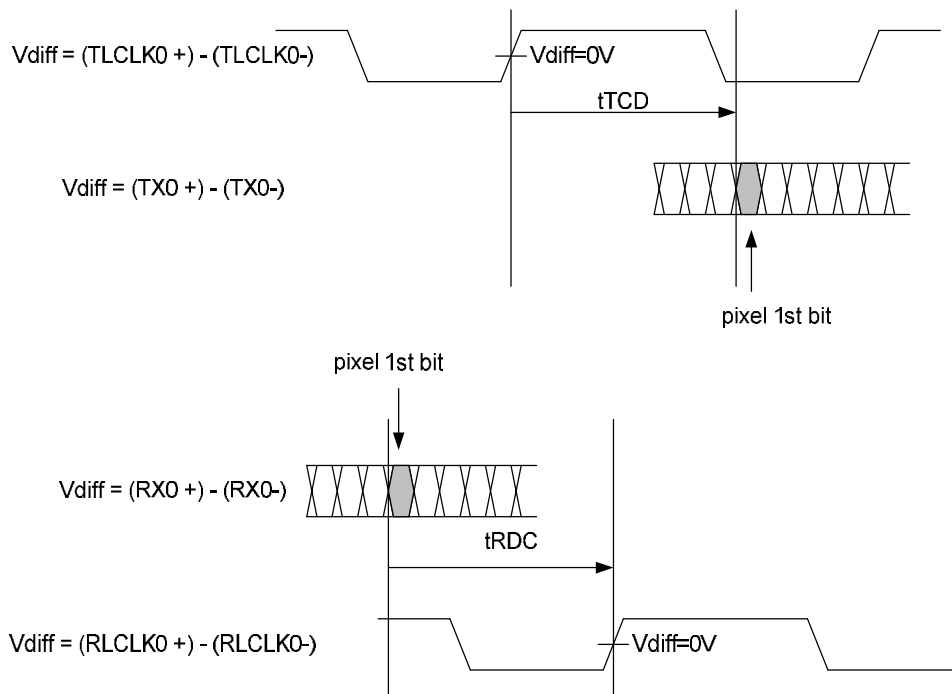 Vdiff = (TLCLK0 +) - (TLCLK0-)
Vdiff=0V
tTCD
Vdiff = (TX0 +) - (TX0-)
pixel 1st bit
pixel 1st bit
Vdiff = (RX0 +) - (RX0-)
tRDC
Vdiff = (RLCLK0 +) - (RLCLK0-)
Vdiff=0V